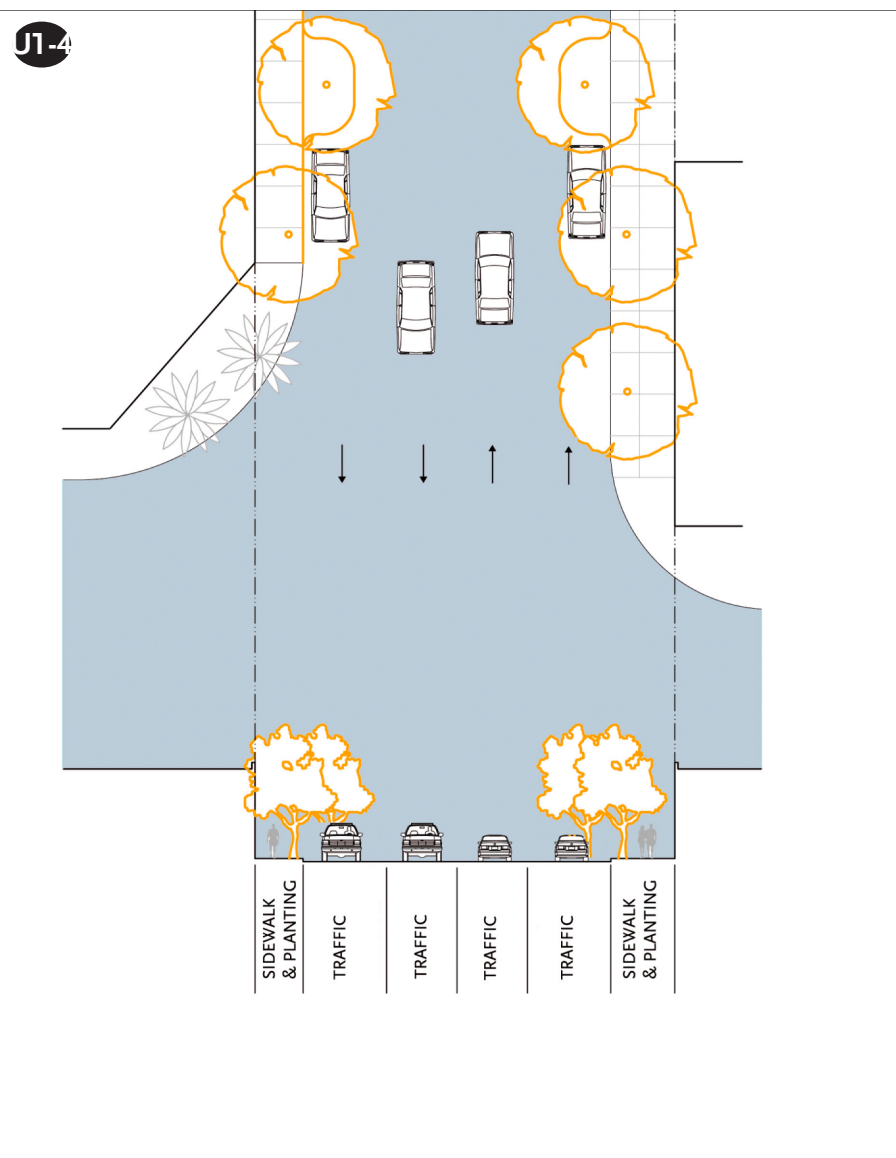 U1-4
SIDEWALK
& PLANTING
TRAFFIC
TRAFFIC
TRAFFIC
TRAFFIC
SIDEWALK
& PLANTING